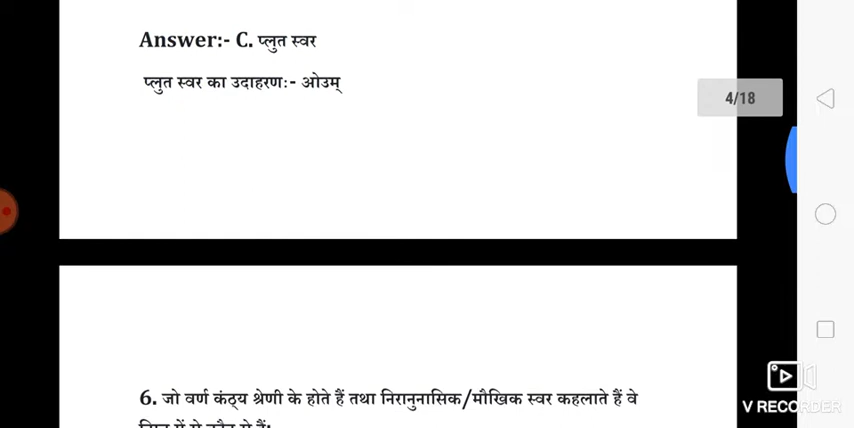 Answer:- C. प्लुत स्वर
प्लुत स्वर का उदाहरणः- ओउम्
4/18
6. जो वर्ण कंठ्य श्रेणी के होते हैं तथा निरानुनासिक/मौखिक स्वर कहलाते हैं वे
V RECORDER